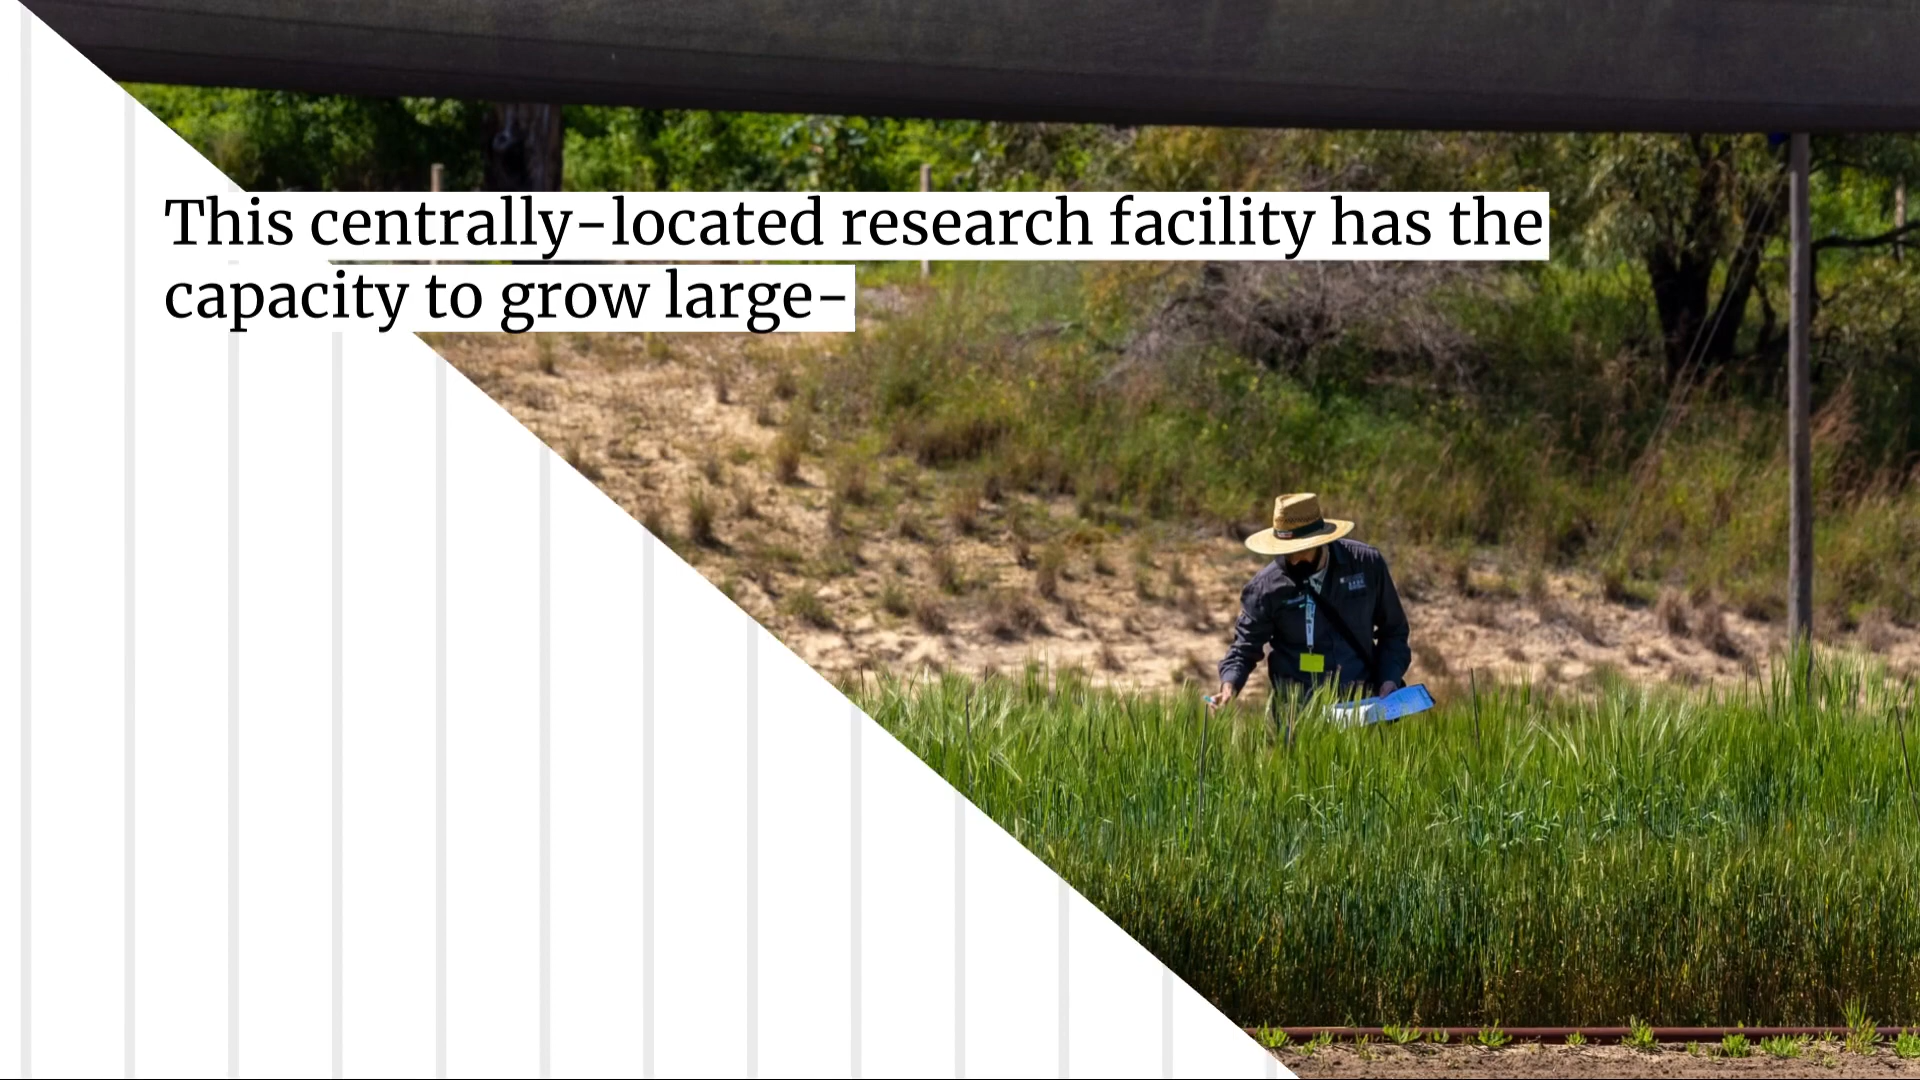 This centrally-located research facility has the
capacity to grow large-